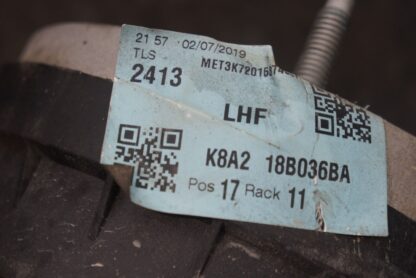 21 57 02/07/2019
TLS
2413
LHF
K8A2 18B036BA
Pos 17 Rack 11